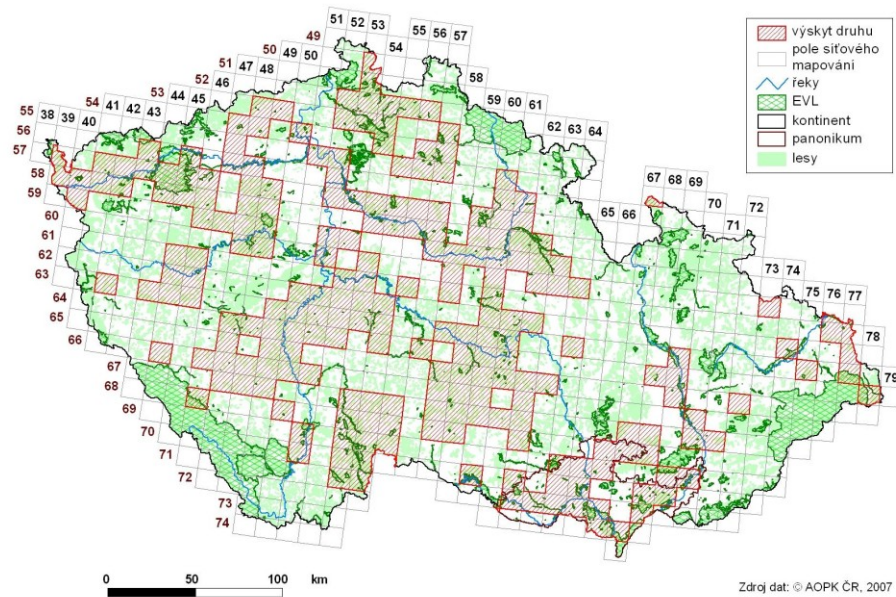 51 52 53
49
50
54
55 56 57
51
49 50
58
52
46 47 48
59 60 61
53
44 45
62 63 64
54
41 42 43
38 39 40
55
56
57
58
59
60
61
62
63
64
65
66
67
68
69
70
71
72
73
74
65 66
67 68 69
70
71
72
73 74
75 76 77
78
79
výskyt druhu
pole síťového
mapování
řeky
EVL
kontinent
panonikum
lesy
0 50 100 km
Zdroj dat: © AOPK ČR, 2007